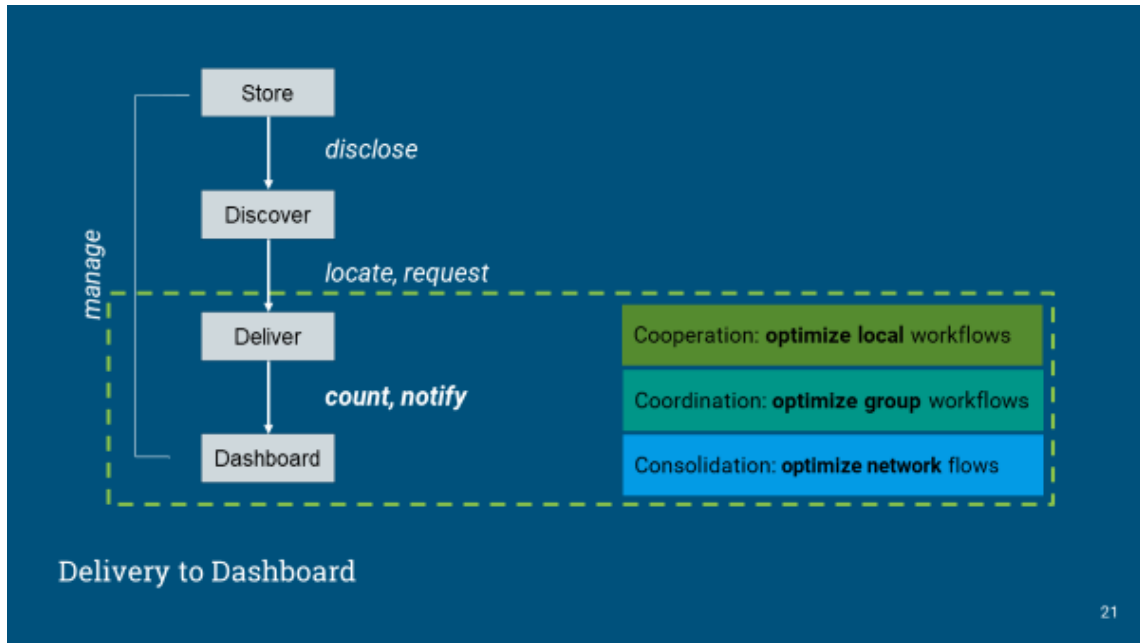 Store
disclose
Discover
manage
locate, request
Deliver
Cooperation: optimize local workflows
count, notify
Coordination: optimize group workflows
Dashboard
Consolidation: optimize network flows
Delivery to Dashboard
21